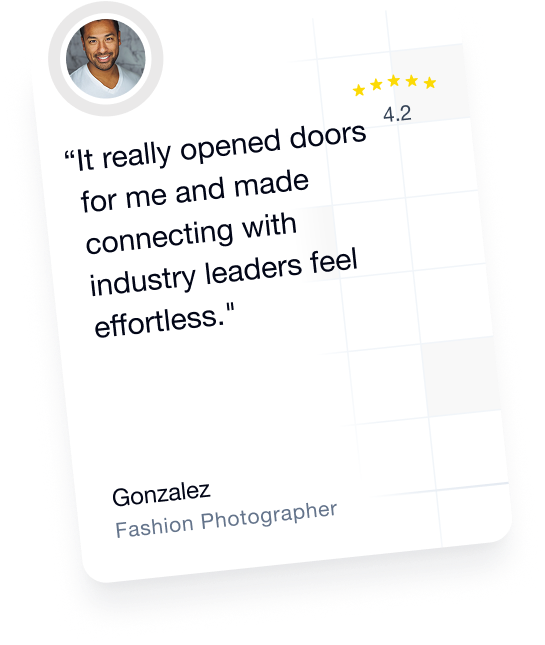 4.2
“It really opened doors
for me and made
connecting with
industry leaders feel
effortless."
Gonzalez
Fashion Photographer